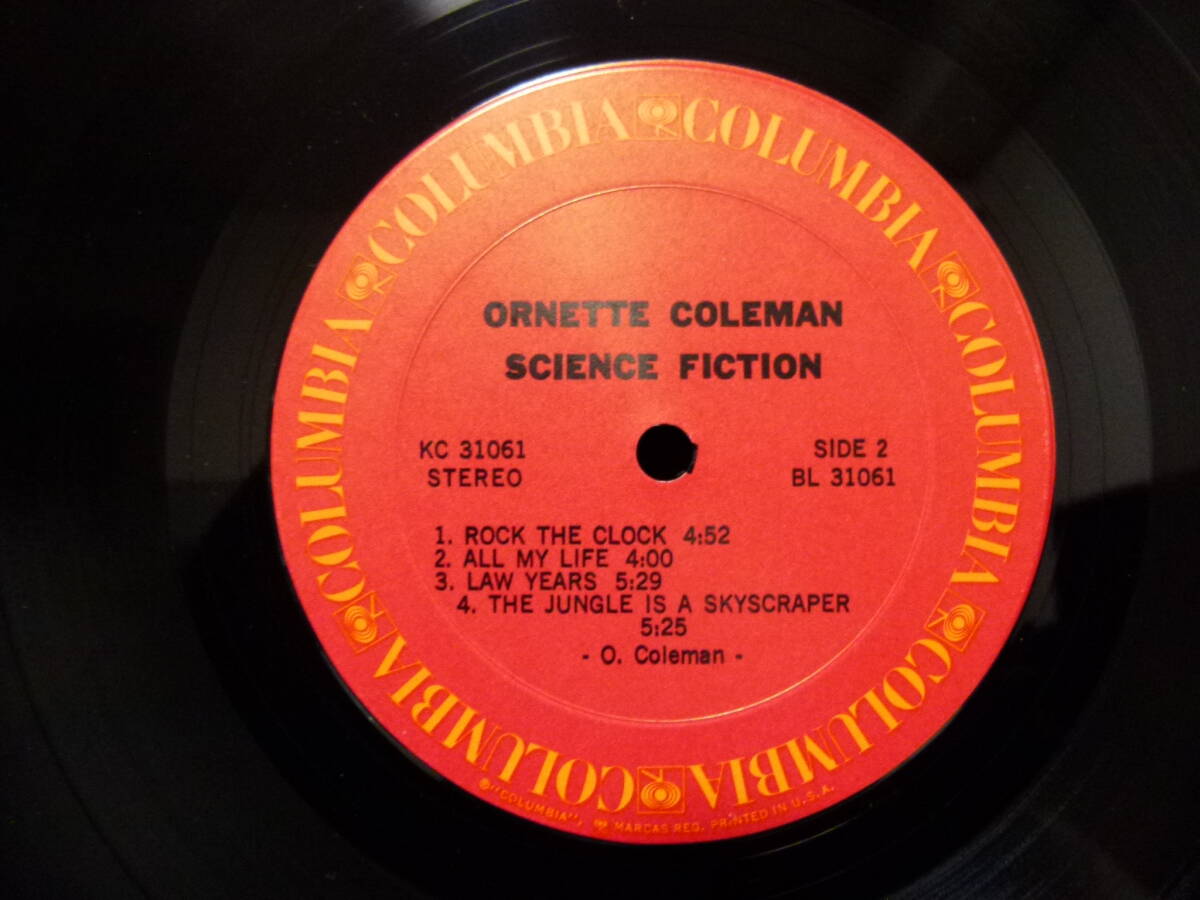 COLUMBIA COLUMBIA COLUMBIA COLUMBIA COLUMBIA COLUMBIA
ORNETTE COLEMAN
SCIENCE FICTION
KC 31061
STEREO
SIDE 2
BL 31061
1. ROCK THE CLOCK 4:52
2. ALL MY LIFE 4:00
3. LAW YEARS 5:29
4. THE JUNGLE IS A SKYSCRAPER
5:25
- O. Coleman -
"COLUMBIA", MARCAS REG. PRINTED IN U.S.A.